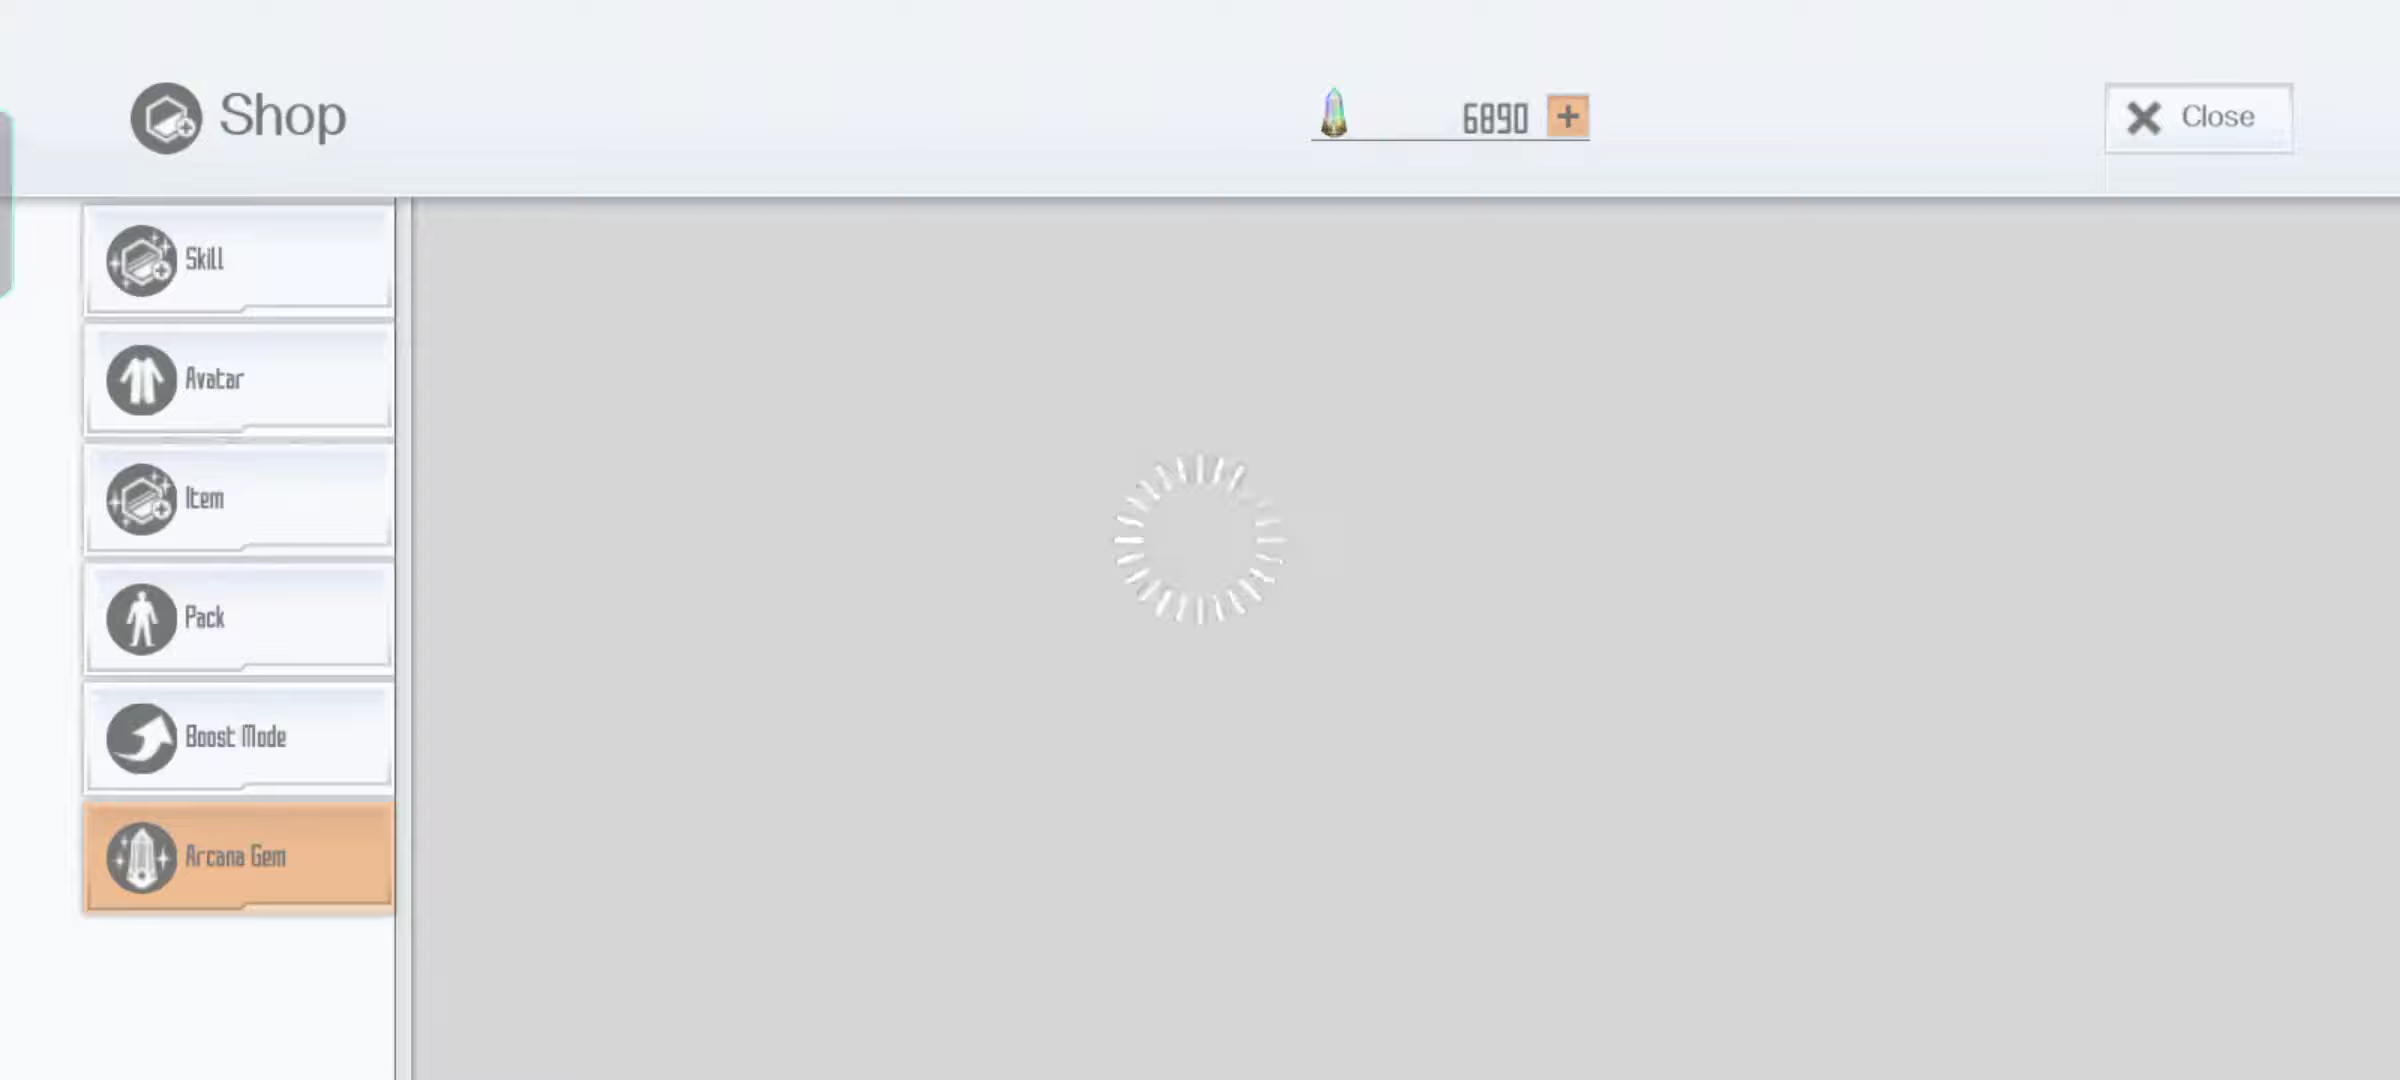 Shop
6890
Close
Skill
Avatar
Item
Pack
Boost Mode
Arcana Gem